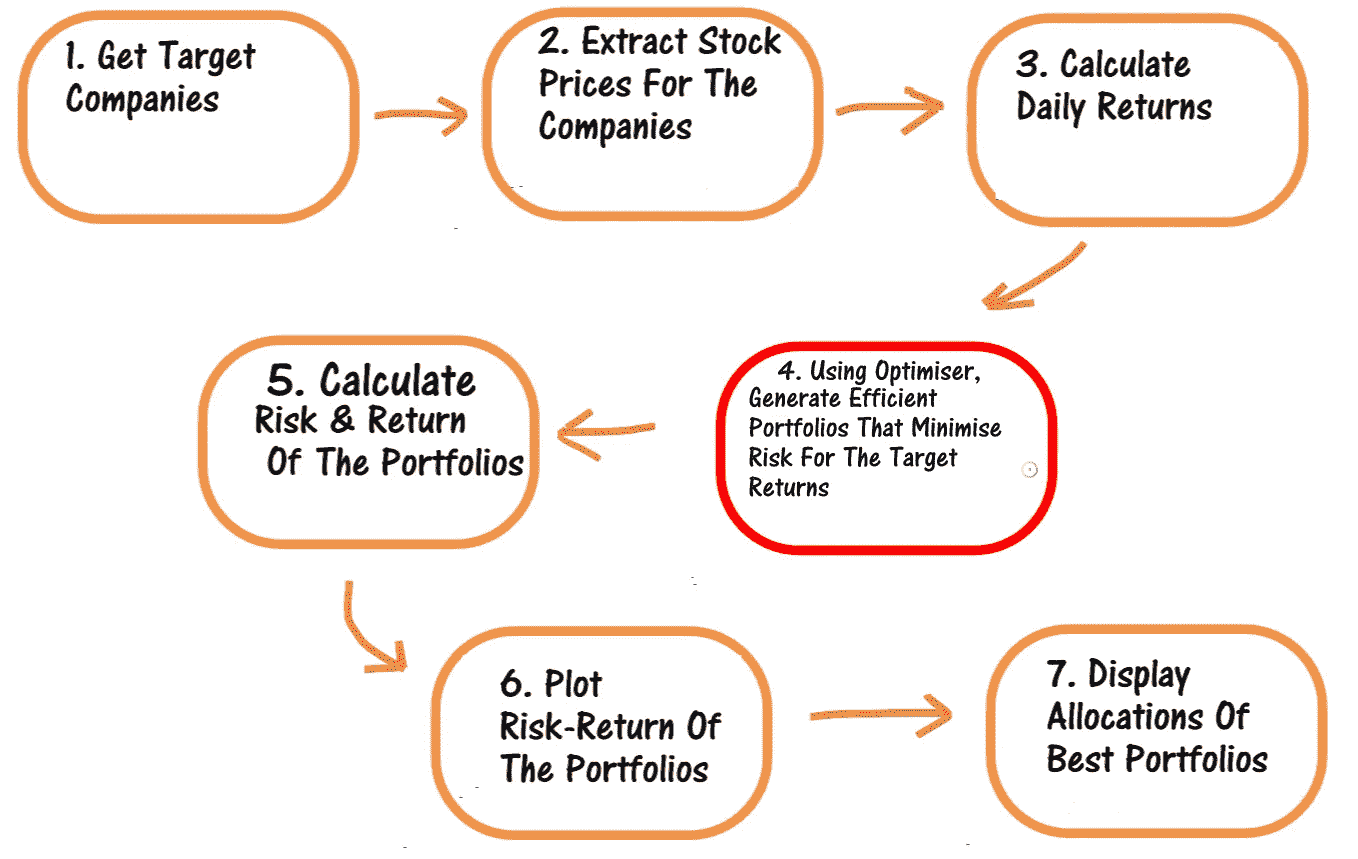 1. Get Target
Companies
2. Extract Stock
Prices For The
Companies
3. Calculate
Daily Returns
4. Using Optimiser,
Generate Efficient
Portfolios That Minimise
Risk For The Target
Returns
5. Calculate
Risk & Return
Of The Portfolios
6. Plot
Risk-Return Of
The Portfolios
7. Display
Allocations Of
Best Portfolios